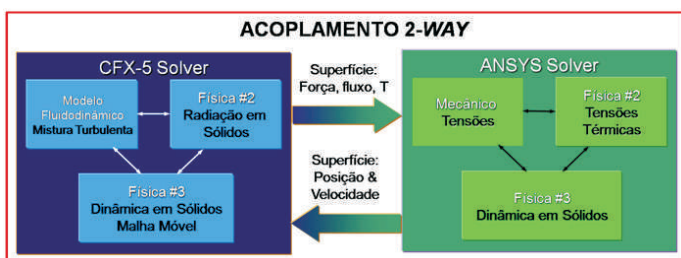 ACOPLAMENTO 2-WAY
CFX-5 Solver
Modelo
Fluidodinâmico
Mistura Turbulenta
Física #2
Radiação em
Sólidos
Física #3
Dinâmica em Sólidos
Malha Móvel
Superfície:
Força, fluxo, T
Superfície:
Posição &
Velocidade
ANSYS Solver
Mecânico
Tensões
Física #2
Tensões
Térmicas
Física #3
Dinâmica em Sólidos